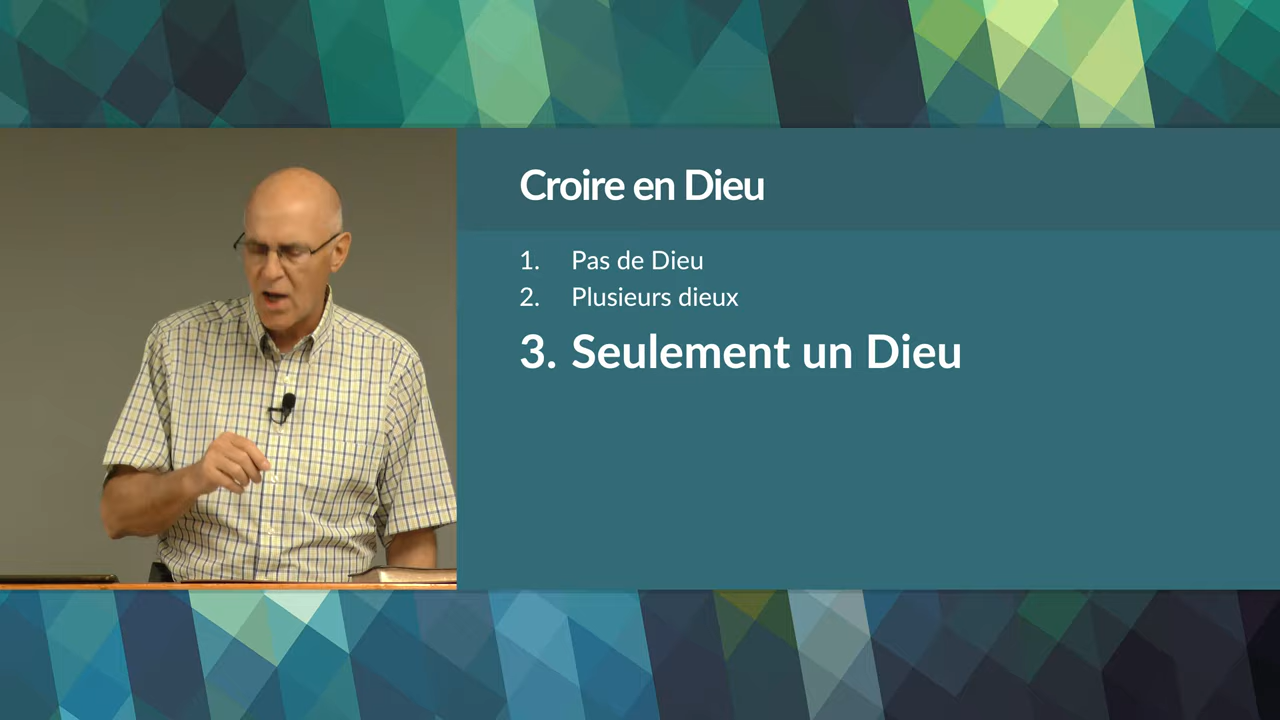 Croire en Dieu
1. Pas de Dieu
2. Plusieurs dieux
3. Seulement un Dieu